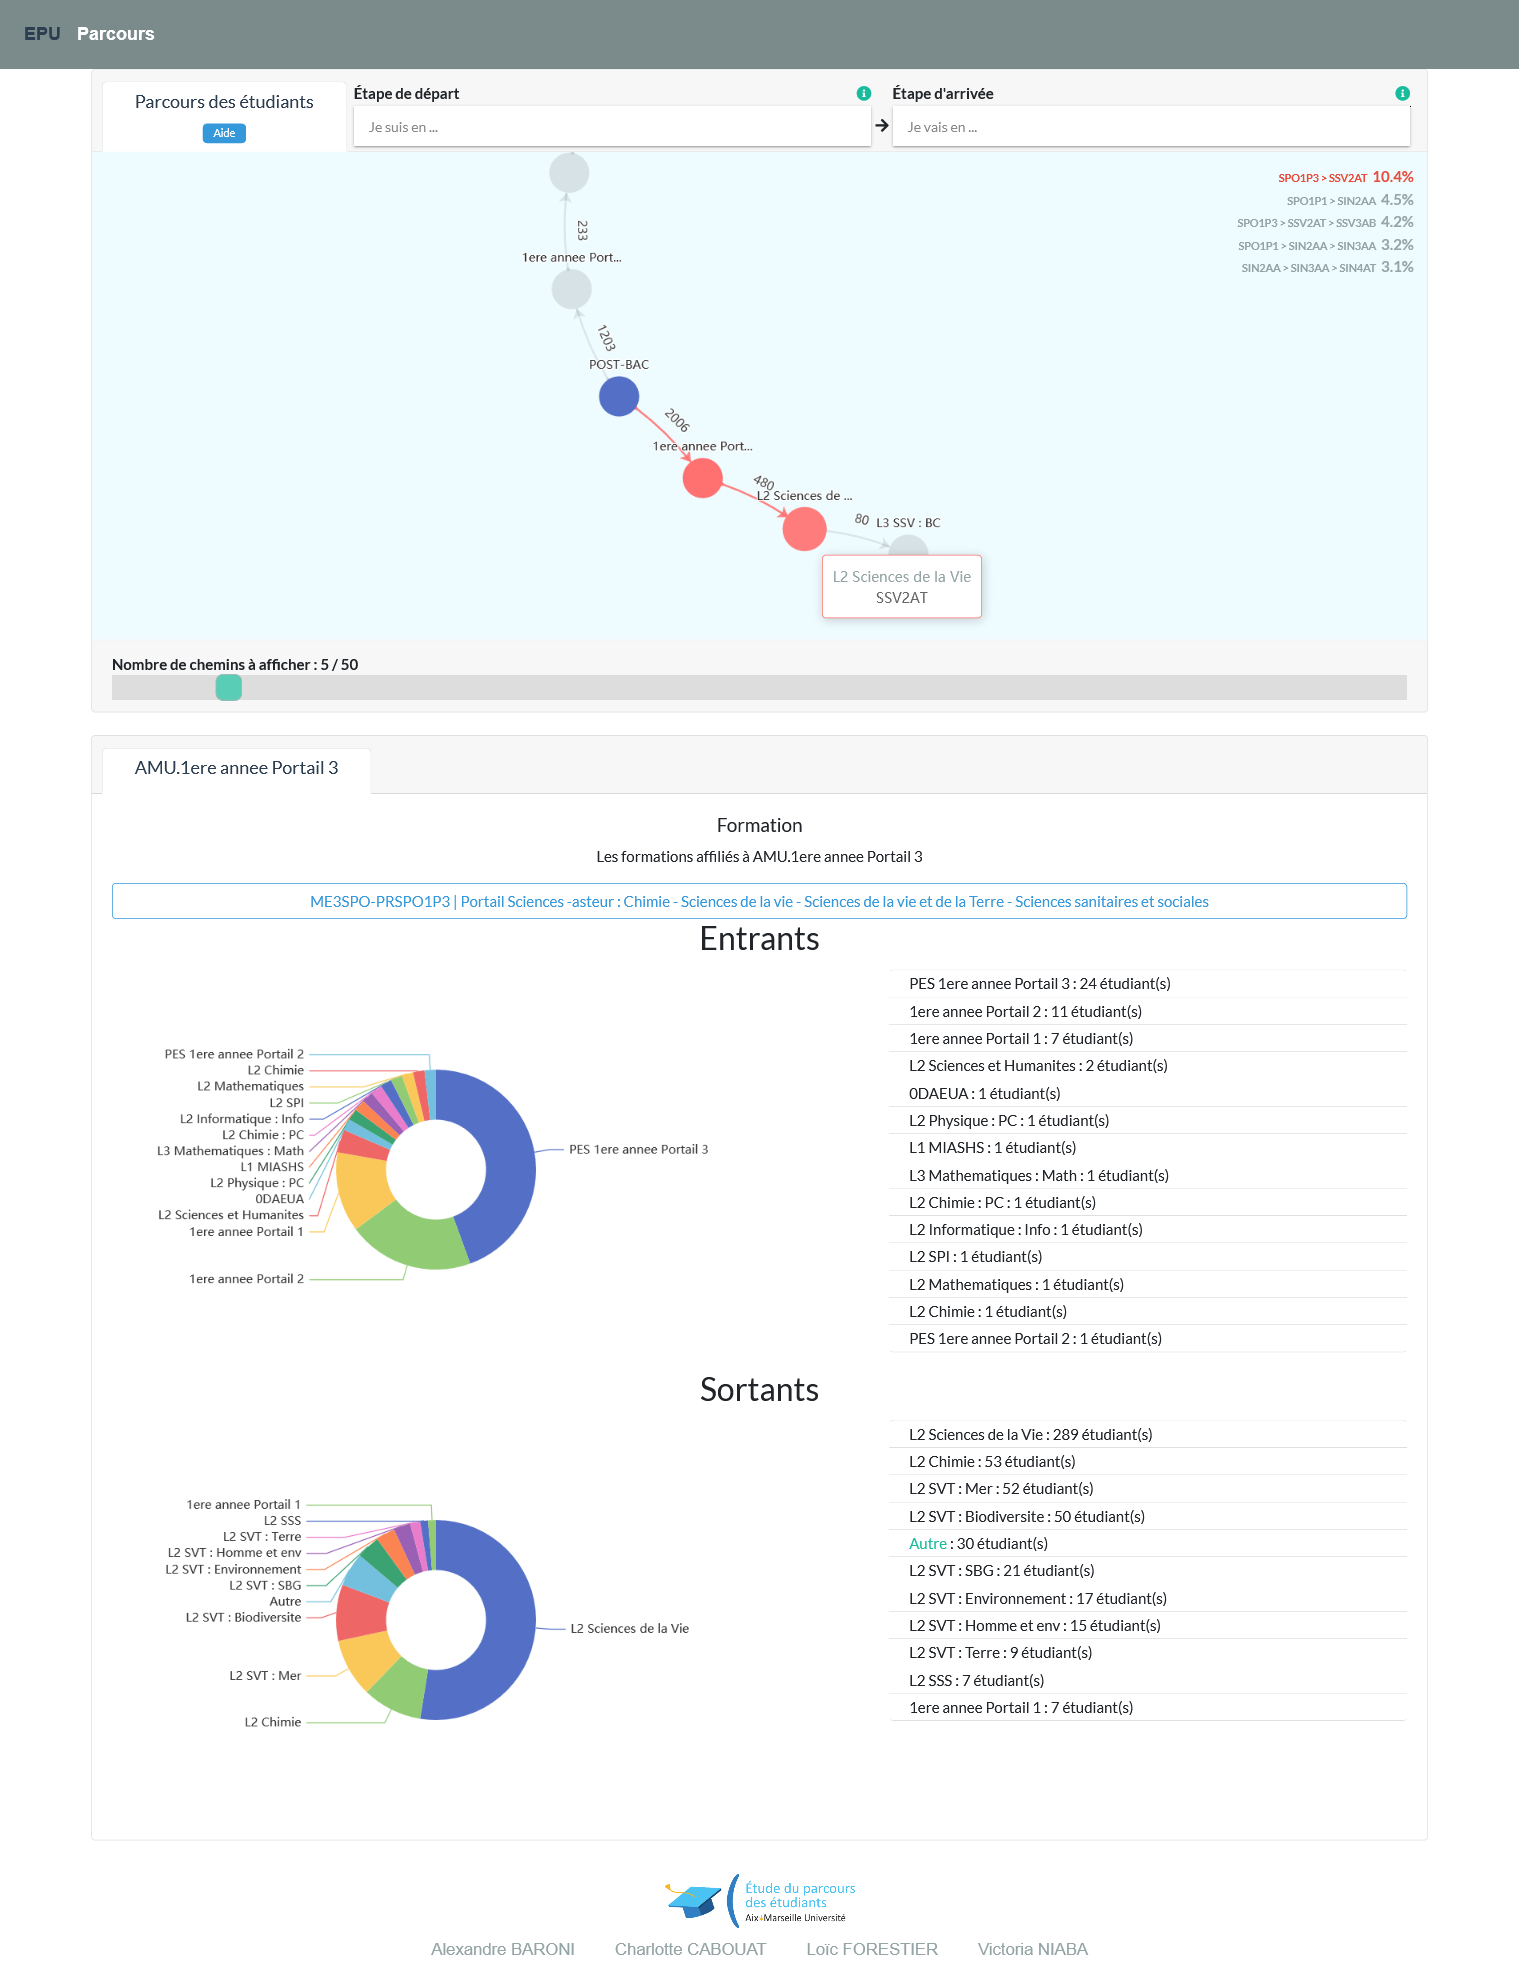 EPU Parcours
Parcours des étudiants
Aide
Étape de départ
Je suis en ...
Étape d'arrivée
Je vais en ...
SPO1P3 > SSV2AT 10.4%
SPO1P1 > SIN2AA 4.5%
SPO1P3 > SSV2AT > SSV3AB 4.2%
SPO1P1 > SIN2AA > SIN3AA 3.2%
SIN2AA > SIN3AA > SIN4AT 3.1%
233
1ere annee Port...
1203
POST-BAC
2006
1ere annee Port...
480
L2 Sciences de ...
80
L3 SSV : BC
L2 Sciences de la Vie
SSV2AT
Nombre de chemins à afficher : 5 / 50
AMU.1ere annee Portail 3
Formation
Les formations affiliés à AMU.1ere annee Portail 3
ME3SPO-PRSPO1P3 | Portail Sciences -asteur : Chimie - Sciences de la vie - Sciences de la vie et de la Terre - Sciences sanitaires et sociales
Entrants
PES 1ere annee Portail 2
L2 Chimie
L2 Mathematiques
L2 SPI
L2 Informatique : Info
L2 Chimie : PC
L3 Mathematiques : Math
L1 MIASHS
L2 Physique : PC
0DAEUA
L2 Sciences et Humanites
1ere annee Portail 1
1ere annee Portail 2
PES 1ere annee Portail 3
PES 1ere annee Portail 3 : 24 étudiant(s)
1ere annee Portail 2 : 11 étudiant(s)
1ere annee Portail 1 : 7 étudiant(s)
L2 Sciences et Humanites : 2 étudiant(s)
0DAEUA : 1 étudiant(s)
L2 Physique : PC : 1 étudiant(s)
L1 MIASHS : 1 étudiant(s)
L3 Mathematiques : Math : 1 étudiant(s)
L2 Chimie : PC : 1 étudiant(s)
L2 Informatique : Info : 1 étudiant(s)
L2 SPI : 1 étudiant(s)
L2 Mathematiques : 1 étudiant(s)
L2 Chimie : 1 étudiant(s)
PES 1ere annee Portail 2 : 1 étudiant(s)
Sortants
1ere annee Portail 1
L2 SSS
L2 SVT : Terre
L2 SVT : Homme et env
L2 SVT : Environnement
L2 SVT : SBG
Autre
L2 SVT : Biodiversite
L2 SVT : Mer
L2 Chimie
L2 Sciences de la Vie
L2 Sciences de la Vie : 289 étudiant(s)
L2 Chimie : 53 étudiant(s)
L2 SVT : Mer : 52 étudiant(s)
L2 SVT : Biodiversite : 50 étudiant(s)
Autre : 30 étudiant(s)
L2 SVT : SBG : 21 étudiant(s)
L2 SVT : Environnement : 17 étudiant(s)
L2 SVT : Homme et env : 15 étudiant(s)
L2 SVT : Terre : 9 étudiant(s)
L2 SSS : 7 étudiant(s)
1ere annee Portail 1 : 7 étudiant(s)
Étude du parcours
des étudiants
Aix+Marseille Université
Alexandre BARONI Charlotte CABOUAT Loïc FORESTIER Victoria NIABA